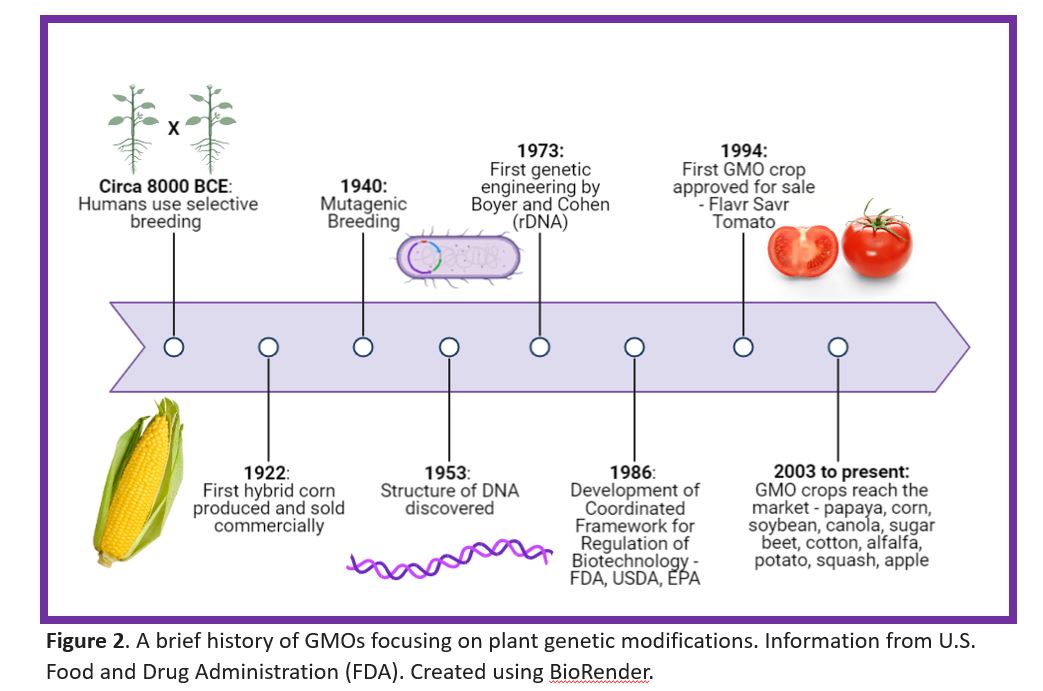 X
Circa 8000 BCE:
Humans use selective
breeding
1922:
First hybrid corn
produced and sold
commercially
1940:
Mutagenic
Breeding
1953:
Structure of DNA
discovered
1973:
First genetic
engineering by
Boyer and Cohen
(rDNA)
1986:
Development of
Coordinated
Framework for
Regulation of
Biotechnology -
FDA, USDA, EPA
1994:
First GMO crop
approved for sale
- Flavr Savr
Tomato
2003 to present:
GMO crops reach the
market - papaya, corn,
soybean, canola, sugar
beet, cotton, alfalfa,
potato, squash, apple
Figure 2. A brief history of GMOs focusing on plant genetic modifications. Information from U.S.
Food and Drug Administration (FDA). Created using BioRender.